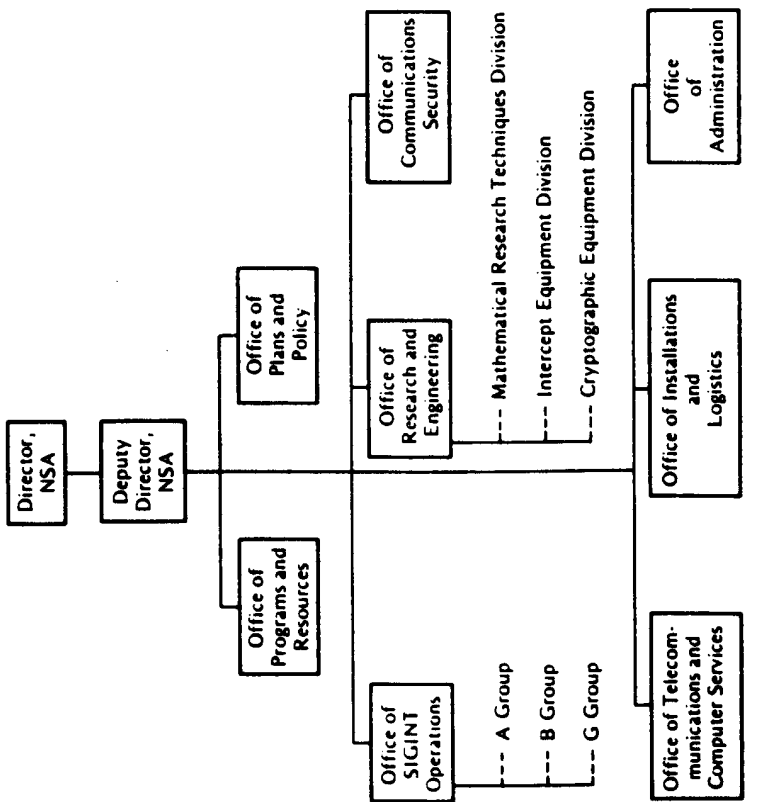 Director,
NSA
Deputy
Director,
NSA
Office of
Programs and
Resources
Office of
Plans and
Policy
Office of
SIGINT
Operations
A Group
B Group
G Group
Office of
Research and
Engineering
Mathematical Research Techniques Division
Intercept Equipment Division
Cryptographic Equipment Division
Office of
Communications
Security
Office of Telecom-
munications and
Computer Services
Office of Installations
and
Logistics
Office
of
Administration